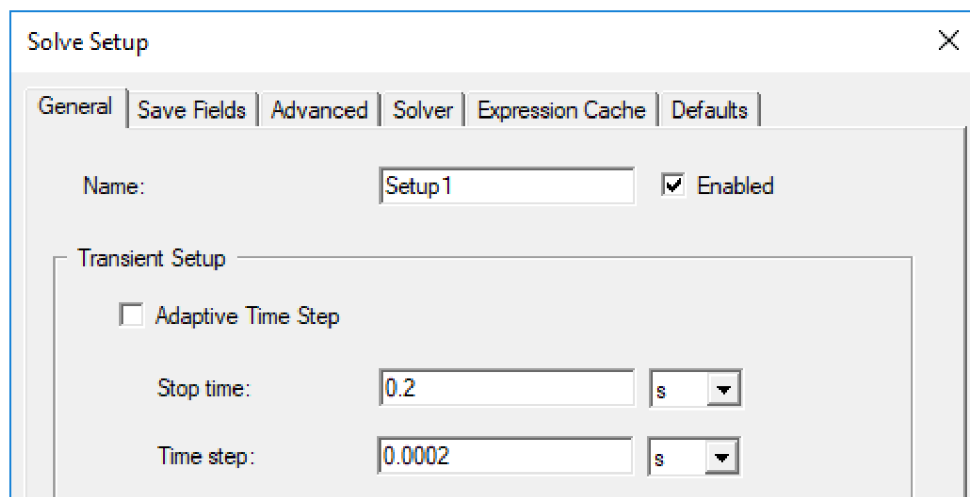 Solve Setup
General Save Fields Advanced Solver Expression Cache Defaults
Name: Setup1 Enabled
Transient Setup
Adaptive Time Step
Stop time: 0.2 s
Time step: 0.0002 s